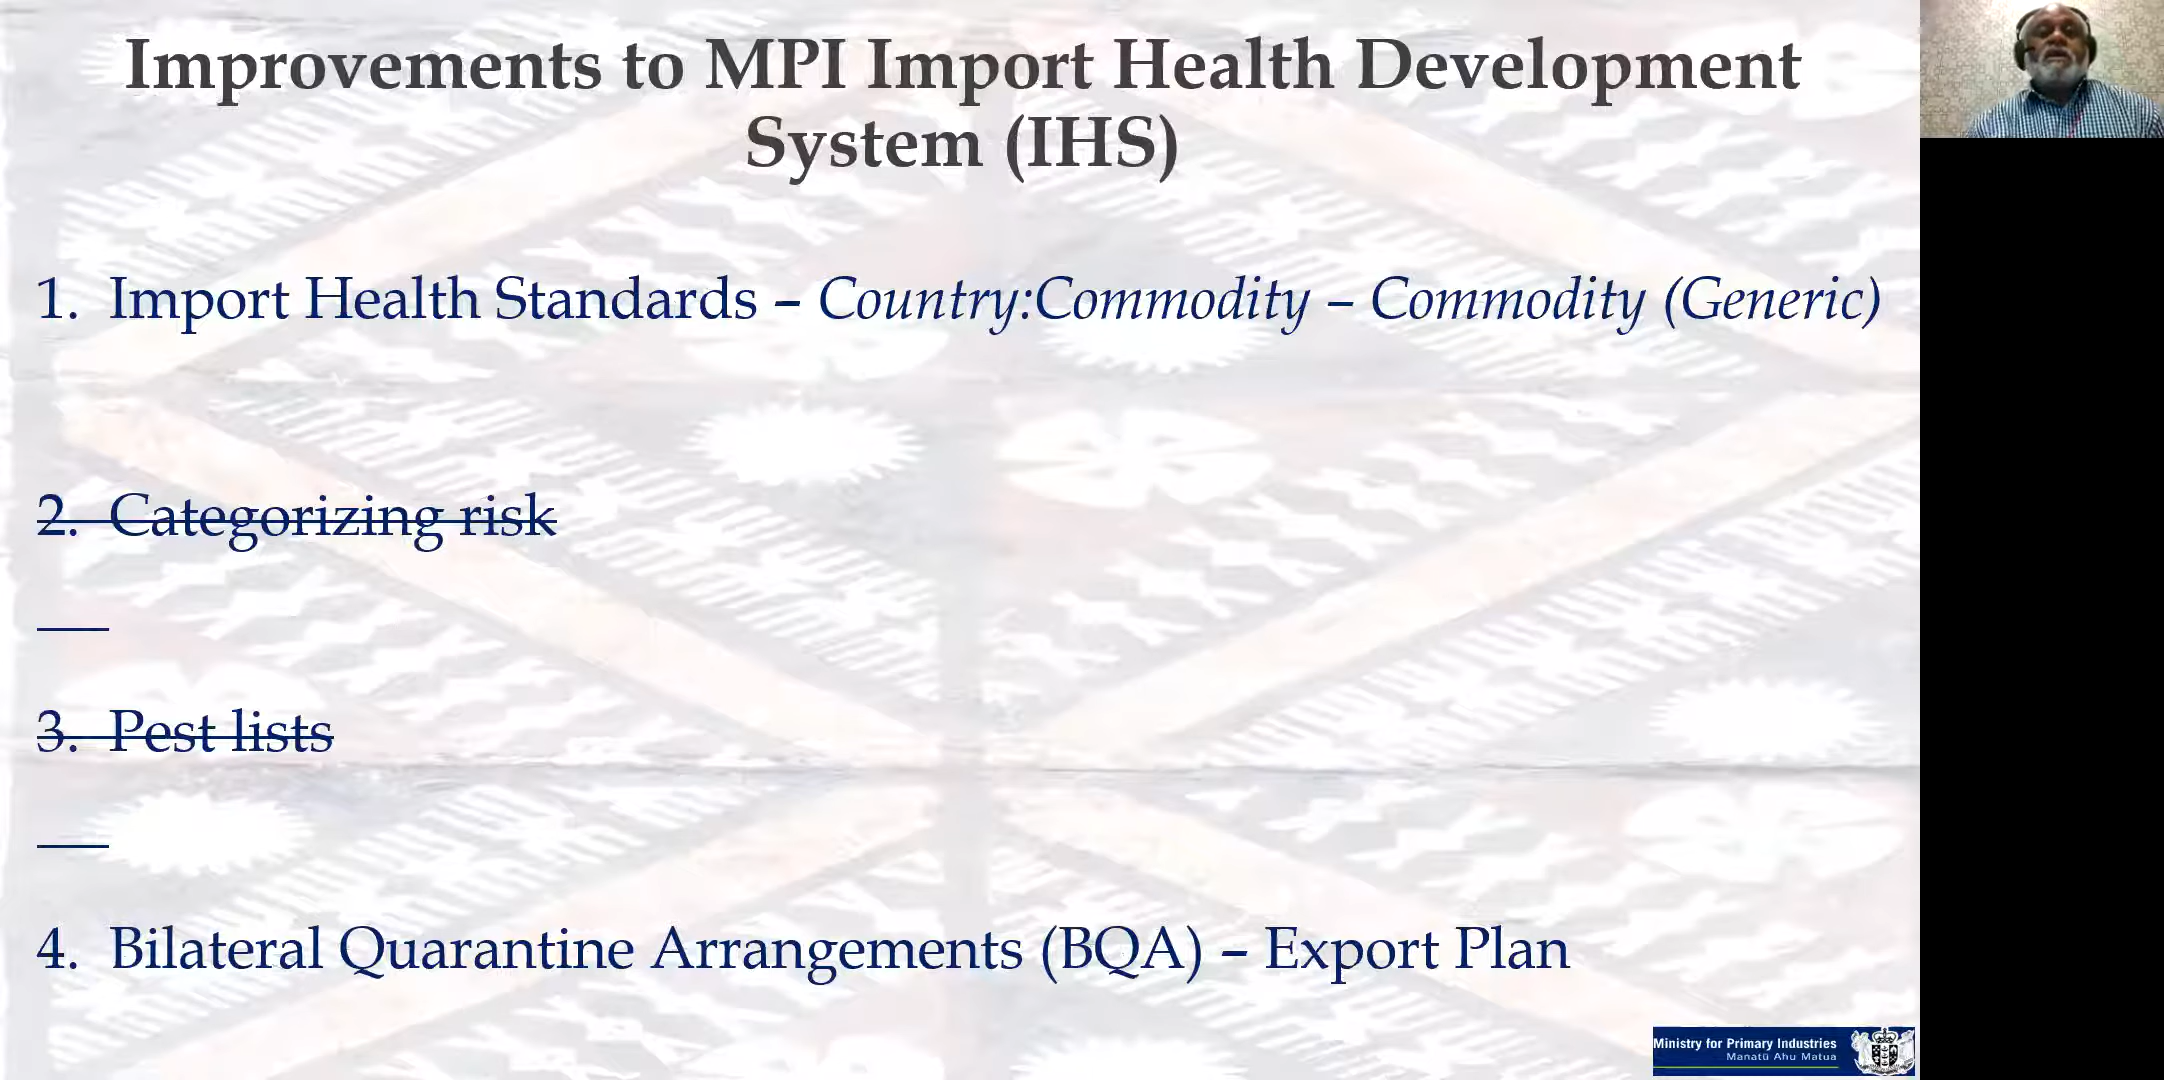 Improvements to MPI Import Health Development
System (IHS)
1. Import Health Standards – Country:Commodity – Commodity (Generic)
2. Categorizing risk
3. Pest lists
4. Bilateral Quarantine Arrangements (BQA) – Export Plan
Ministry for Primary Industries
Manatū Ahu Matua